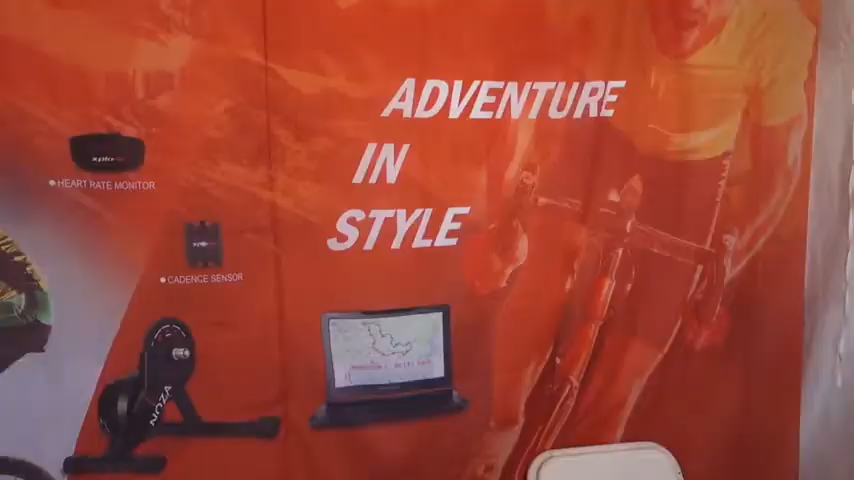 ADVENTURE
IN
STYLE
HEART RATE MONITOR
CADENCE SENSOR
NOZA